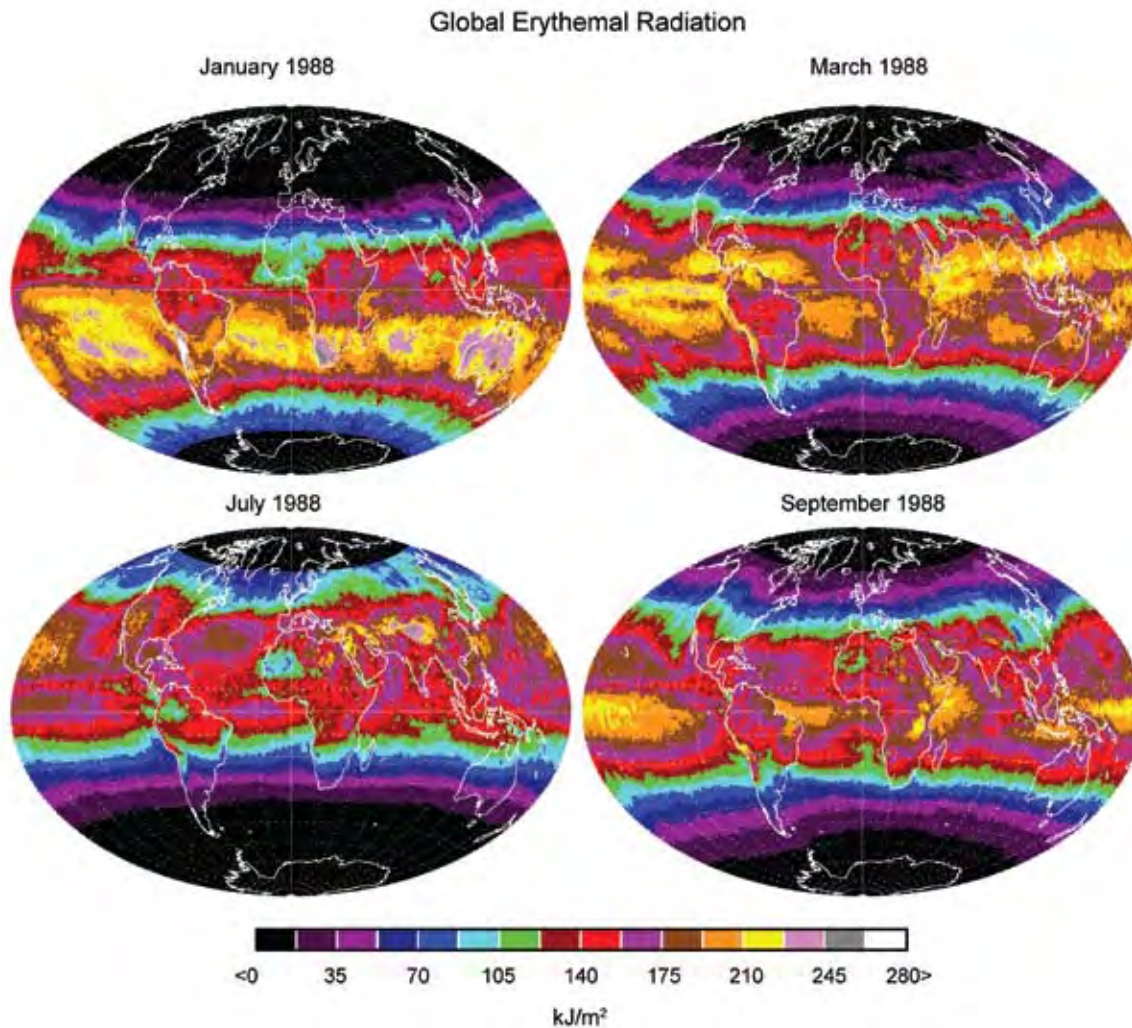 Global Erythemal Radiation
January 1988
March 1988
July 1988
September 1988
<0 35 70 105 140 175 210 245 280>
kJ/m²